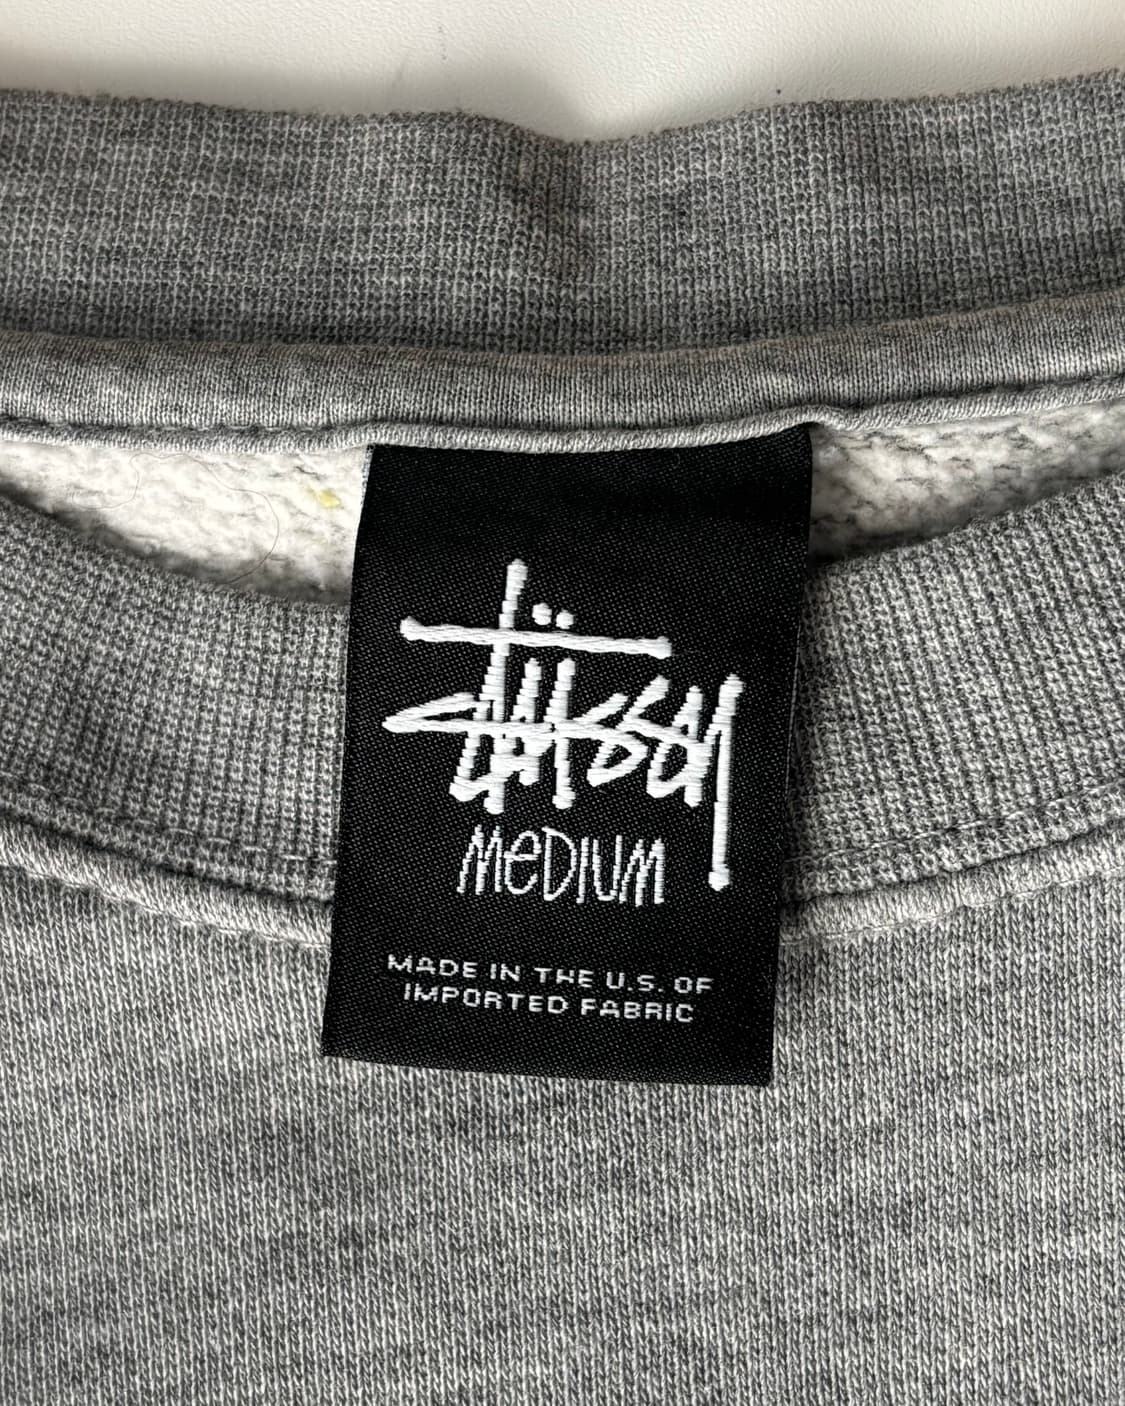 Stüssy
MeDIUM
MADE IN THE U.S. OF
IMPORTED FABRIC